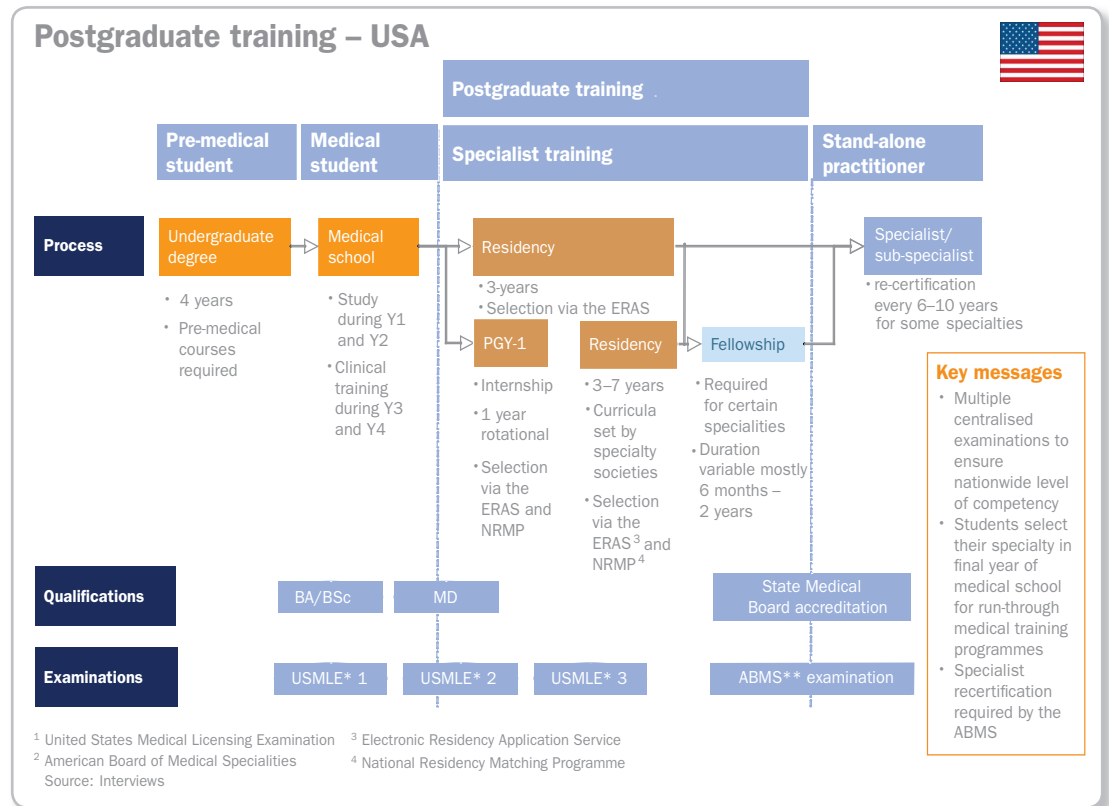 Postgraduate training – USA
Postgraduate training .
Pre-medical
student
Medical
student
Specialist training
Stand-alone
practitioner
Process
Undergraduate
degree
Medical
school
Residency
Specialist/
sub-specialist
• 4 years
• Pre-medical
courses
required
• Study
during Y1
and Y2
• Clinical
training
during Y3
and Y4
• 3-years
• Selection via the ERAS
• re-certification
every 6–10 years
for some specialties
PGY-1
Residency
Fellowship
• Internship
• 1 year
rotational
• Selection
via the
ERAS and
NRMP
• 3–7 years
• Curricula
set by
specialty
societies
• Selection
via the
ERAS³ and
NRMP⁴
• Required
for certain
specialities
• Duration
variable mostly
6 months –
2 years
Key messages
• Multiple
centralised
examinations to
ensure
nationwide level
of competency
• Students select
their specialty in
final year of
medical school
for run-through
medical training
programmes
• Specialist
recertification
required by the
ABMS
Qualifications
BA/BSc
MD
State Medical
Board accreditation
Examinations
USMLE* 1
USMLE* 2
USMLE* 3
ABMS** examination
¹ United States Medical Licensing Examination
² American Board of Medical Specialities
Source: Interviews
³ Electronic Residency Application Service
⁴ National Residency Matching Programme